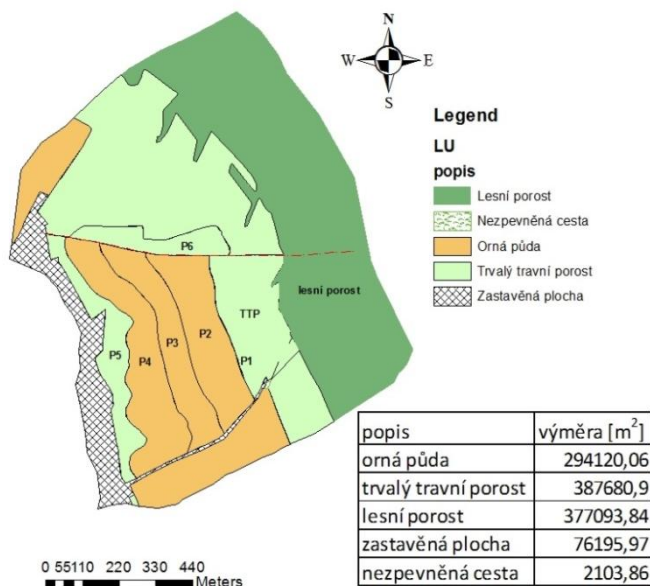 N
W E
S
Legend
LU
popis
Lesní porost
Nezpevněná cesta
Orná půda
Trvalý travní porost
Zastavěná plocha
P6
lesní porost
TTP
P2
P3
P5 P4 P1
popis výměra [m²]
orná půda 294120,06
trvalý travní porost 387680,9
lesní porost 377093,84
zastavěná plocha 76195,97
nezpevněná cesta 2103,86
0 55110 220 330 440
Meters